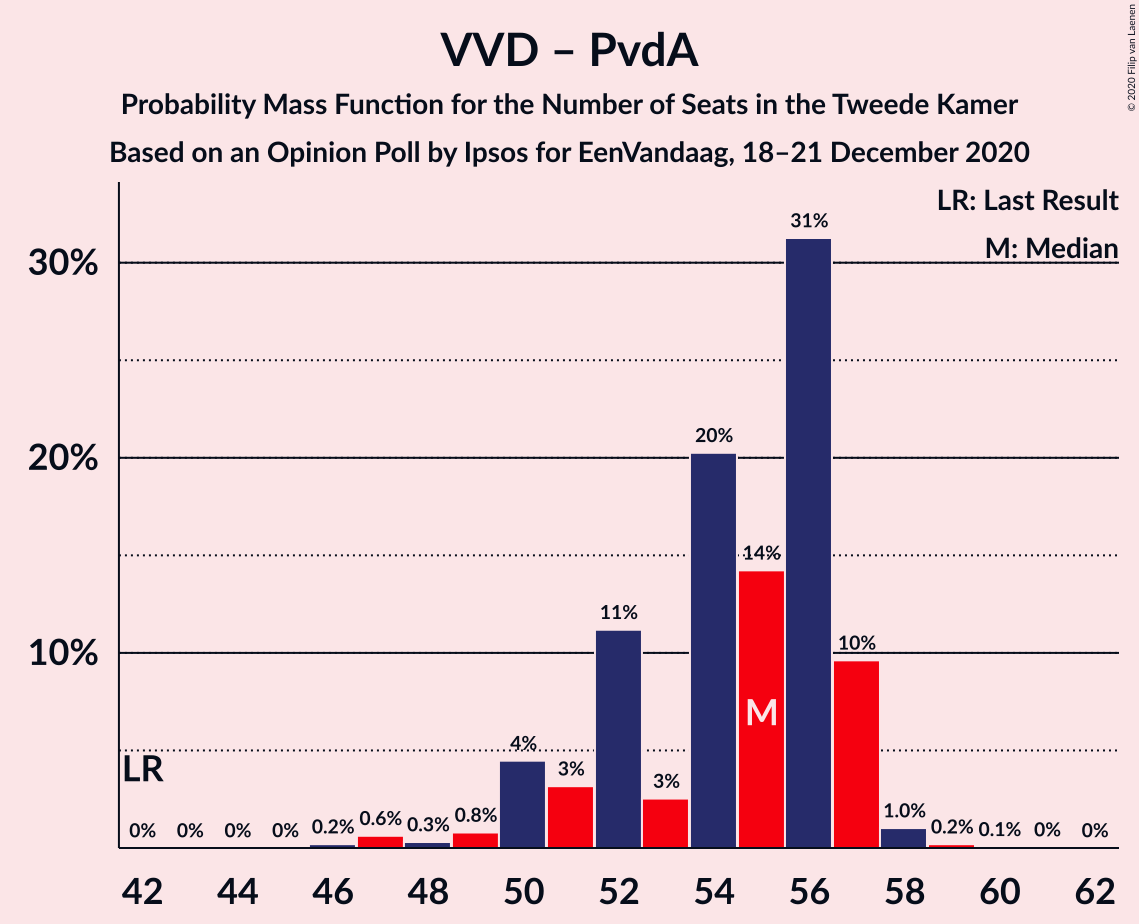 VVD – PvdA
Probability Mass Function for the Number of Seats in the Tweede Kamer
Based on an Opinion Poll by Ipsos for EenVandaag, 18–21 December 2020
© 2020 Filip van Laenen
LR: Last Result
M: Median
30%
20%
10%
31%
20%
14%
11%
10%
4%
3%
3%
M
LR
0% 0% 0% 0% 0.2% 0.6% 0.3% 0.8% 1.0% 0.2% 0.1% 0% 0%
42 44 46 48 50 52 54 56 58 60 62